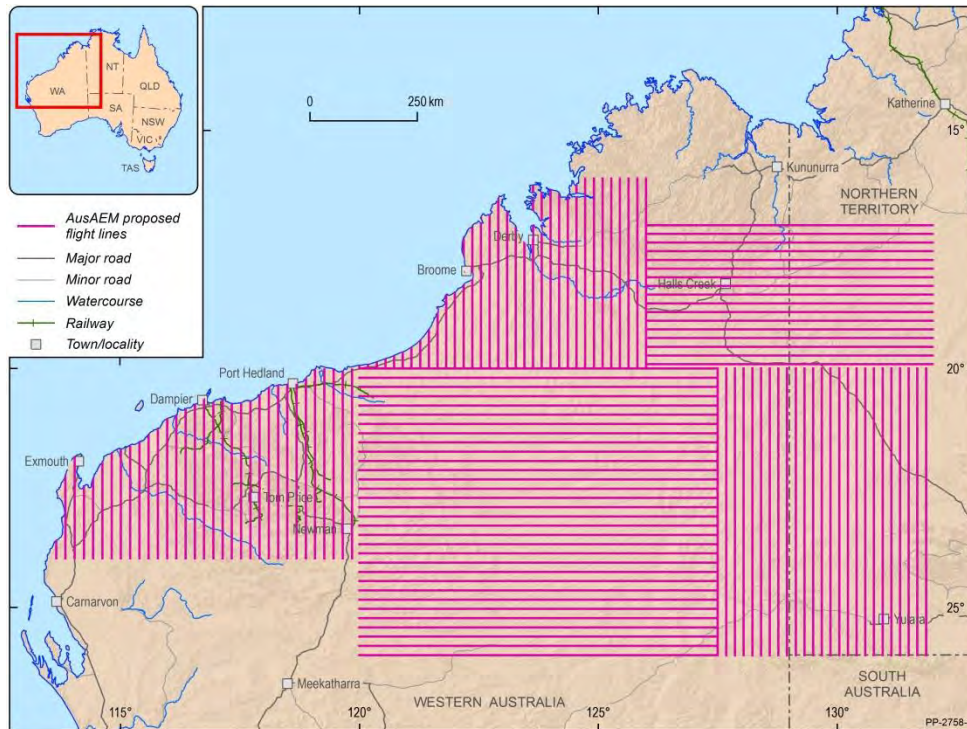 NT
WA
QLD
SA
NSW
VIC
TAS
0 250 km
AusAEM proposed
flight lines
Major road
Minor road
Watercourse
Railway
Town/locality
Katherine
15°
Kununurra
NORTHERN
TERRITORY
Derby
Broome
Halls Creek
20°
Port Hedland
Dampier
Exmouth
Tom Price
Newman
Carnarvon
25°
Yulara
SOUTH
AUSTRALIA
Meekatharra
WESTERN AUSTRALIA
115° 120° 125° 130°
PP-2758-